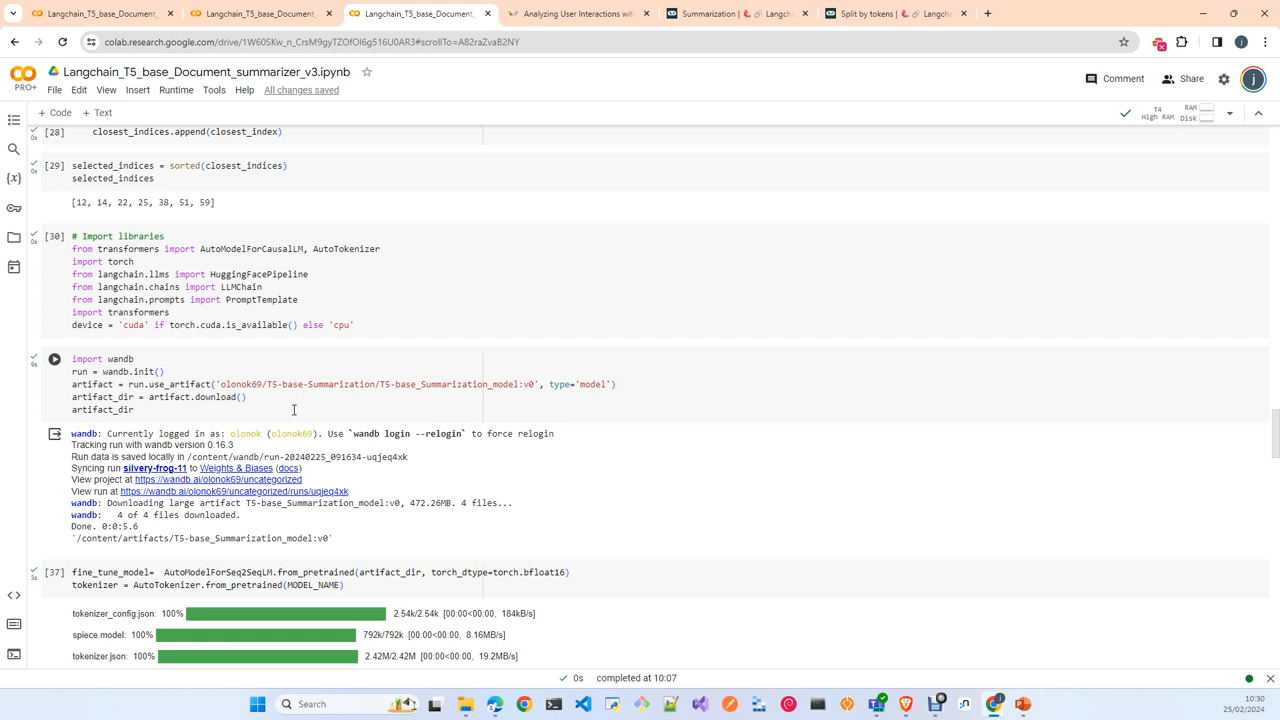 Langchain_T5_base_Document_
Langchain_T5_base_Document_
Langchain_T5_base_Document_
Analyzing User Interactions with
Summarization | 🦜️🔗 Langcha
Split by tokens | 🦜️🔗 Langcha
colab.research.google.com/drive/1W60SKw_n_CrsM9gyTZOfOl6g516U0AR3#scrollTo=A82raZvaB2NY
PRO+
Langchain_T5_base_Document_summarizer_v3.ipynb
File Edit View Insert Runtime Tools Help All changes saved
Comment
Share
j
+ Code + Text
T4
High RAM
RAM
Disk
[28] closest_indices.append(closest_index)
0s
[29] selected_indices = sorted(closest_indices)
0s
selected_indices
[12, 14, 22, 25, 38, 51, 59]
[30] # Import libraries
0s
from transformers import AutoModelForCausalLM, AutoTokenizer
import torch
from langchain.llms import HuggingFacePipeline
from langchain.chains import LLMChain
from langchain.prompts import PromptTemplate
import transformers
device = 'cuda' if torch.cuda.is_available() else 'cpu'
import wandb
9s
run = wandb.init()
artifact = run.use_artifact('olonok69/T5-base-Summarization/T5-base_Summarization_model:v0', type='model')
artifact_dir = artifact.download()
artifact_dir
wandb: Currently logged in as: olonok (olonok69). Use `wandb login --relogin` to force relogin
Tracking run with wandb version 0.16.3
Run data is saved locally in /content/wandb/run-20240225_091634-uqjeq4xk
Syncing run silvery-frog-11 to Weights & Biases (docs)
View project at https://wandb.ai/olonok69/uncategorized
View run at https://wandb.ai/olonok69/uncategorized/runs/uqjeq4xk
wandb: Downloading large artifact T5-base_Summarization_model:v0, 472.26MB. 4 files...
wandb: 4 of 4 files downloaded.
Done. 0:0:5.6
'/content/artifacts/T5-base_Summarization_model:v0'
[37] fine_tune_model= AutoModelForSeq2SeqLM.from_pretrained(artifact_dir, torch_dtype=torch.bfloat16)
3s
tokenizer = AutoTokenizer.from_pretrained(MODEL_NAME)
tokenizer_config.json: 100% 2.54k/2.54k [00:00<00:00, 184kB/s]
spiece.model: 100% 792k/792k [00:00<00:00, 8.16MB/s]
tokenizer.json: 100% 2.42M/2.42M [00:00<00:00, 19.2MB/s]
0s completed at 10:07
Search
10:30
25/02/2024